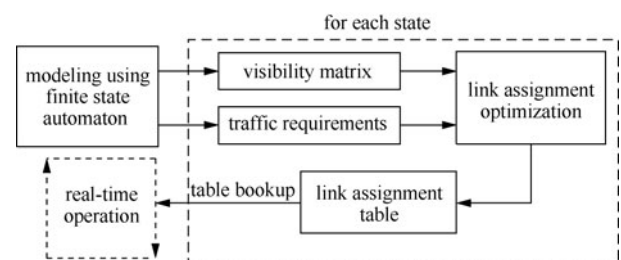 for each state
modeling using
finite state
automaton
visibility matrix
traffic requirements
link assignment
optimization
real-time
operation
table bookup
link assignment
table